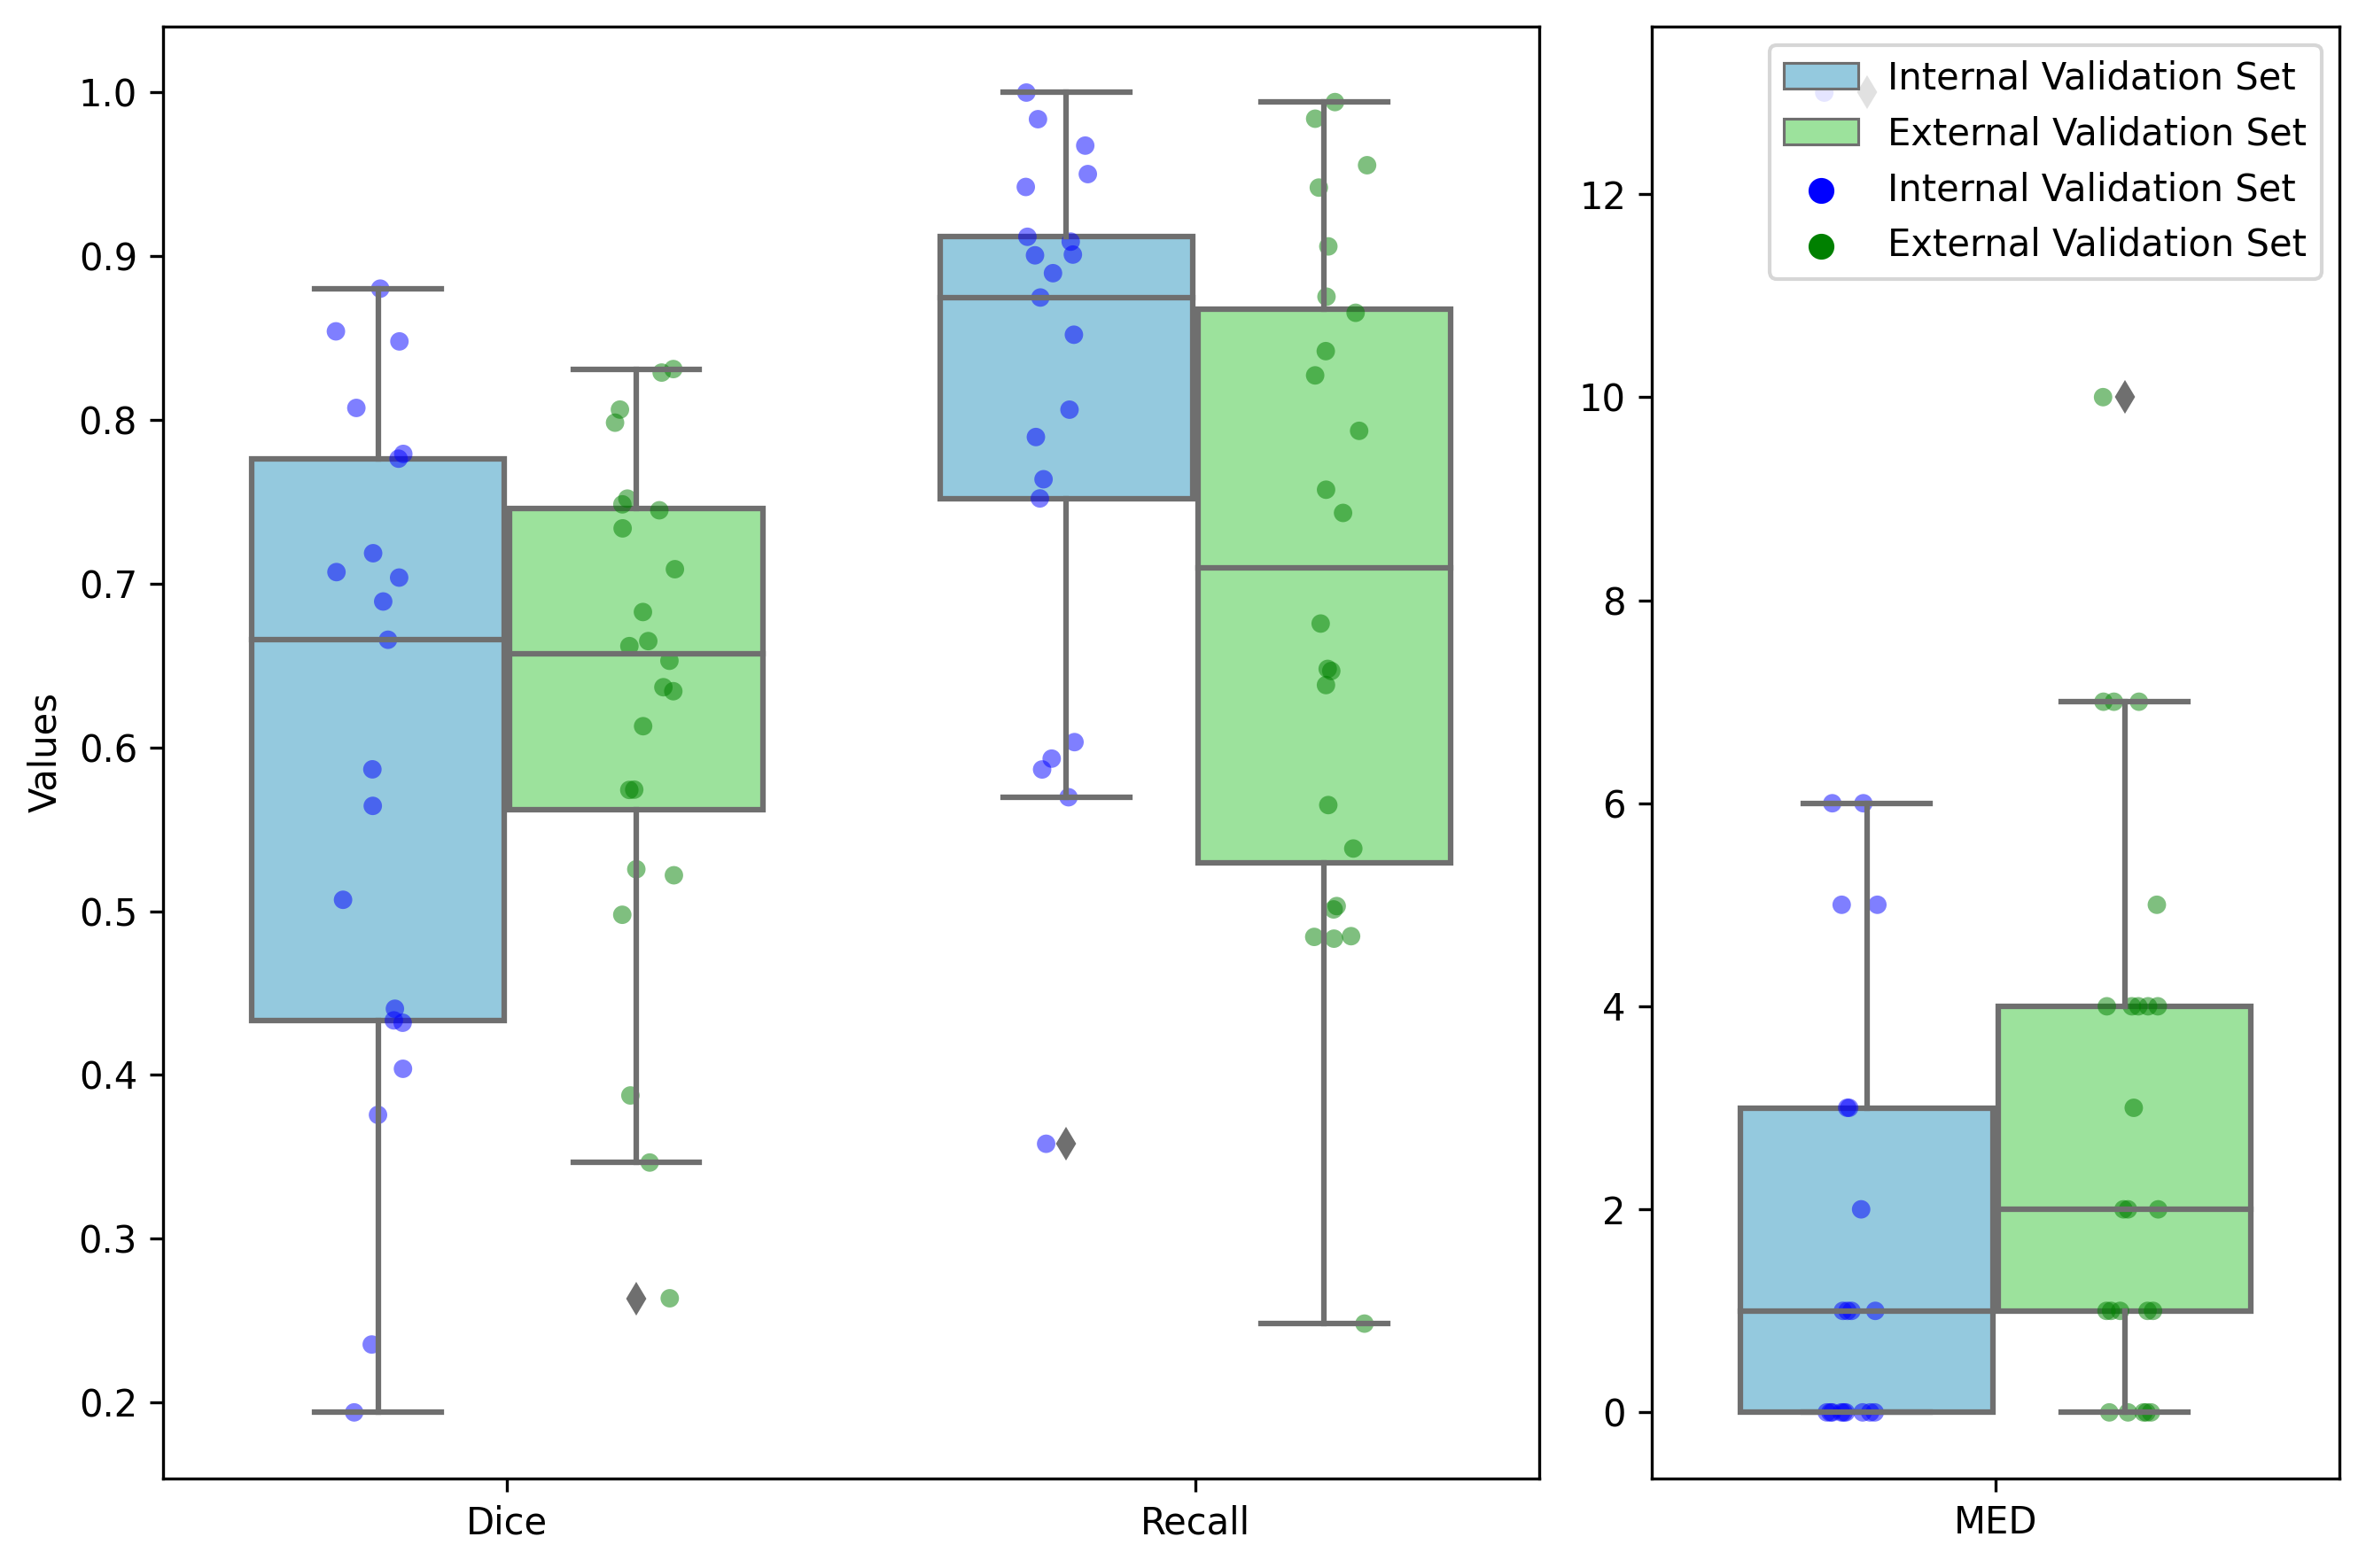 1.0
0.9
0.8
0.7
0.6
0.5
0.4
0.3
0.2
Values
Dice
Recall
12
10
8
6
4
2
0
MED
Internal Validation Set
External Validation Set
Internal Validation Set
External Validation Set